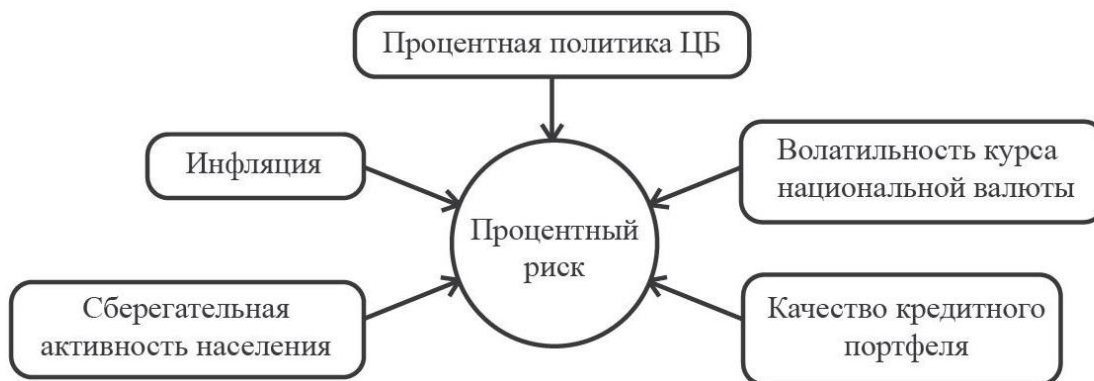 Процентная политика ЦБ
Инфляция
Волатильность курса
национальной валюты
Процентный
риск
Сберегательная
активность населения
Качество кредитного
портфеля